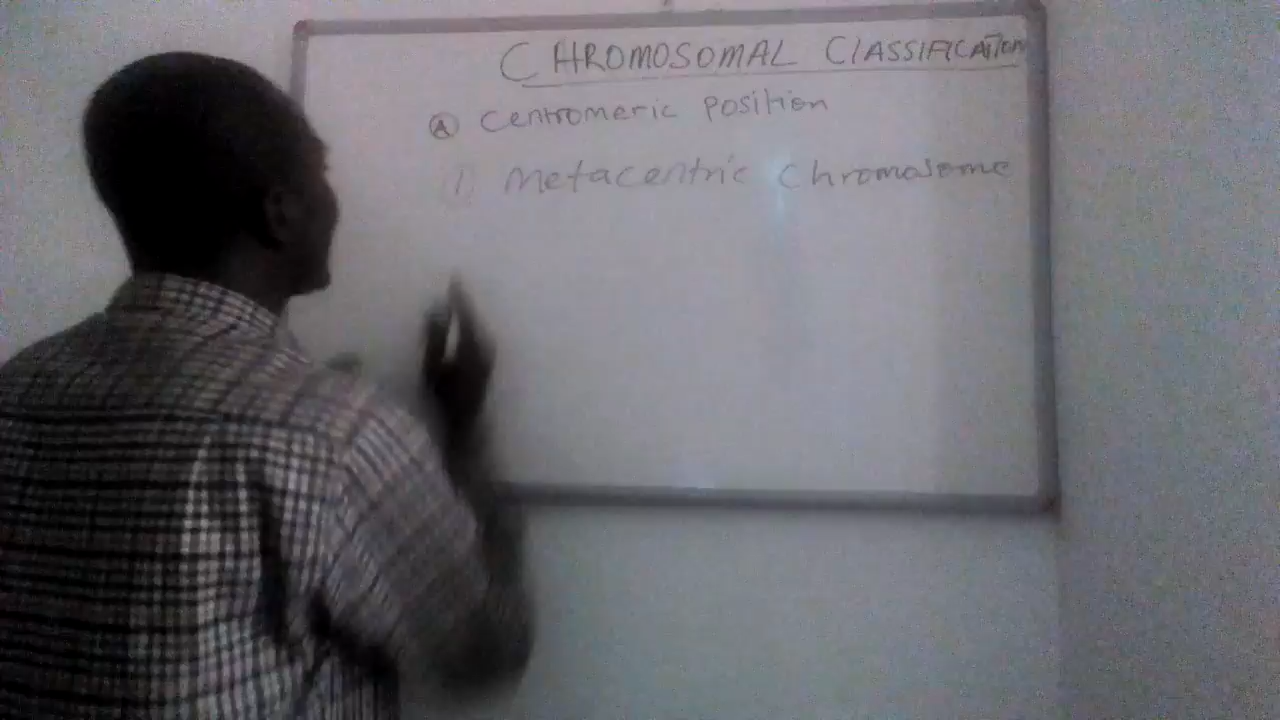 CHROMOSOMAL CLASSIFICATION
Ⓐ Centromeric position
1) Metacentric Chromosome